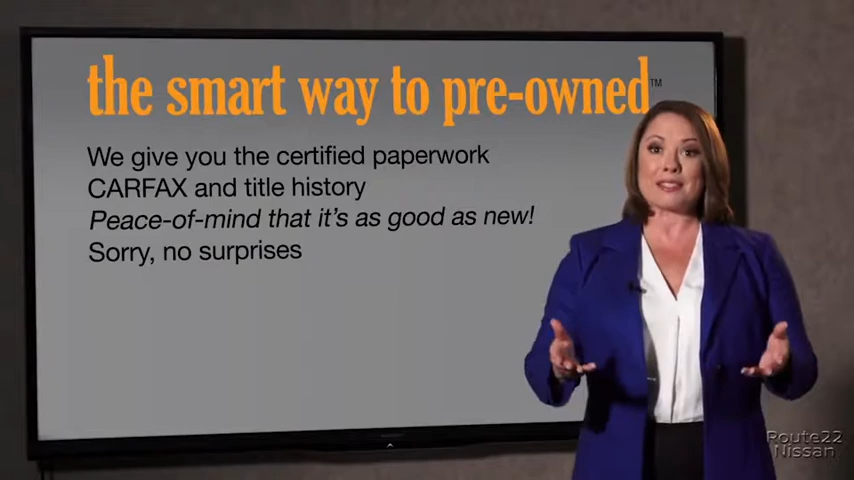 the smart way to pre-owned™
We give you the certified paperwork
CARFAX and title history
Peace-of-mind that it's as good as new!
Sorry, no surprises
Route22
Nissan